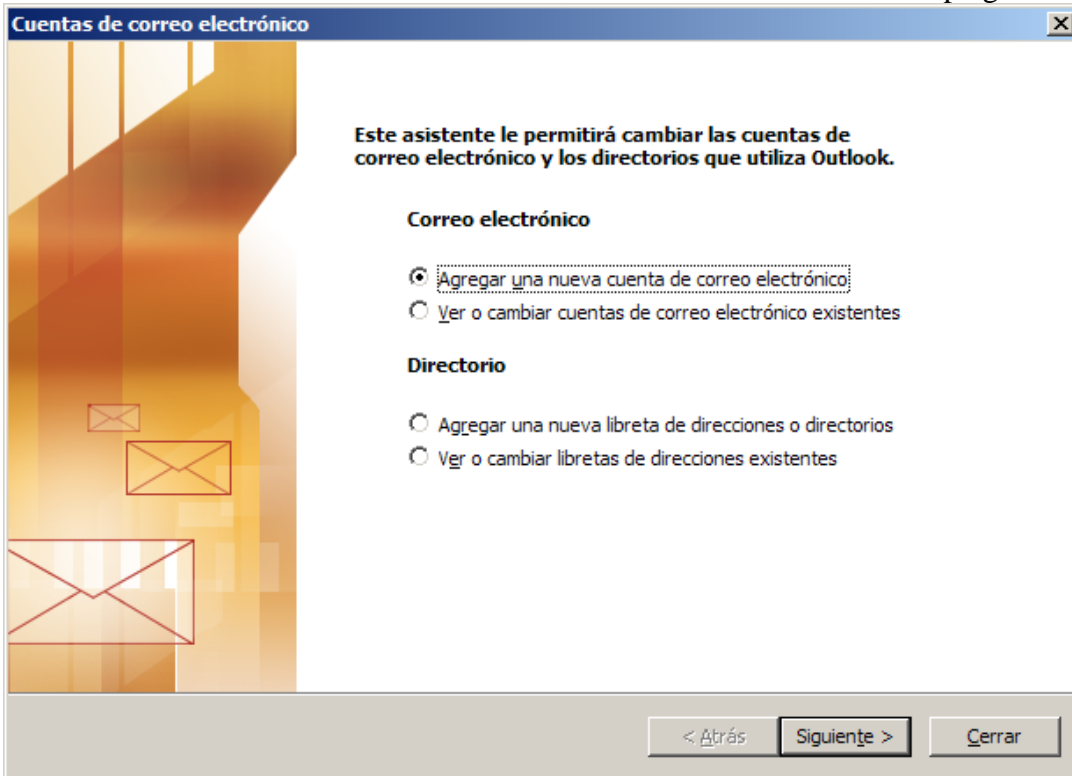 Cuentas de correo electrónico
Este asistente le permitirá cambiar las cuentas de
correo electrónico y los directorios que utiliza Outlook.
Correo electrónico
Agregar una nueva cuenta de correo electrónico
Ver o cambiar cuentas de correo electrónico existentes
Directorio
Agregar una nueva libreta de direcciones o directorios
Ver o cambiar libretas de direcciones existentes
< Atrás Siguiente > Cerrar